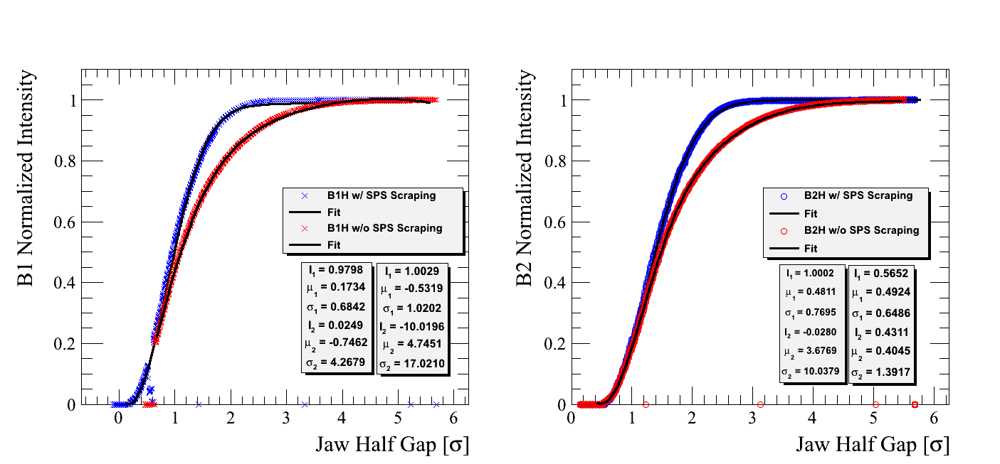 B1 Normalized Intensity
1
0.8
0.6
0.4
0.2
0
0 1 2 3 4 5 6
Jaw Half Gap [σ]
B1H w/ SPS Scraping
Fit
B1H w/o SPS Scraping
Fit
I1 = 0.9798
μ1 = 0.1734
σ1 = 0.6842
I2 = 0.0249
μ2 = -0.7462
σ2 = 4.2679
I1 = 1.0029
μ1 = -0.5319
σ1 = 1.0202
I2 = -10.0196
μ2 = 4.7451
σ2 = 17.0210
B2 Normalized Intensity
1
0.8
0.6
0.4
0.2
0
0 1 2 3 4 5 6
Jaw Half Gap [σ]
B2H w/ SPS Scraping
Fit
B2H w/o SPS Scraping
Fit
I1 = 1.0002
μ1 = 0.4811
σ1 = 0.7695
I2 = -0.0280
μ2 = 3.6769
σ2 = 10.0379
I1 = 0.5652
μ1 = 0.4924
σ1 = 0.6486
I2 = 0.4311
μ2 = 0.4045
σ2 = 1.3917